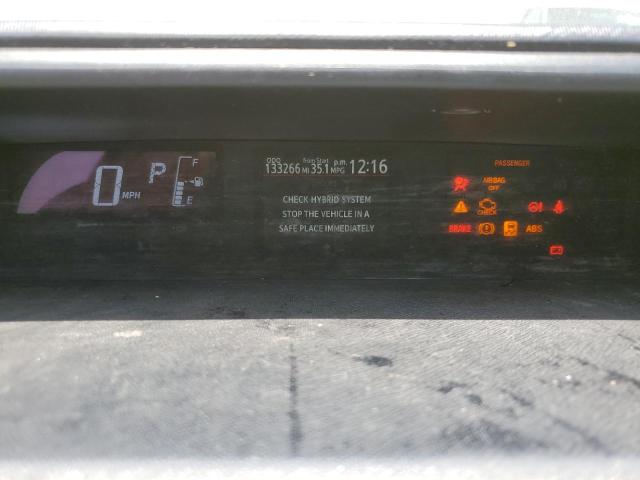 0 MPH
P
F
E
ODO from Start p.m.
133266 MI 35.1 MPG 12:16
CHECK HYBRID SYSTEM
STOP THE VEHICLE IN A
SAFE PLACE IMMEDIATELY
PASSENGER
AIRBAG
OFF
CHECK
BRAKE
ABS